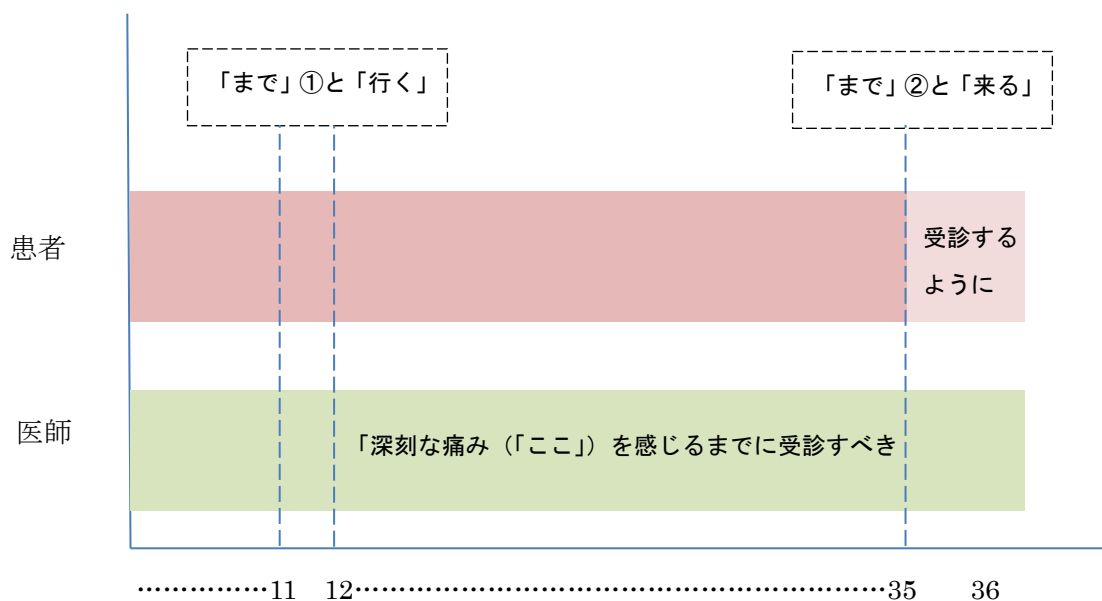 「まで」①と「行く」
「まで」②と「来る」
患者
受診する
ように
医師
「深刻な痛み（「ここ」）を感じるまでに受診すべき
……………11　12……………………………………………………35　36